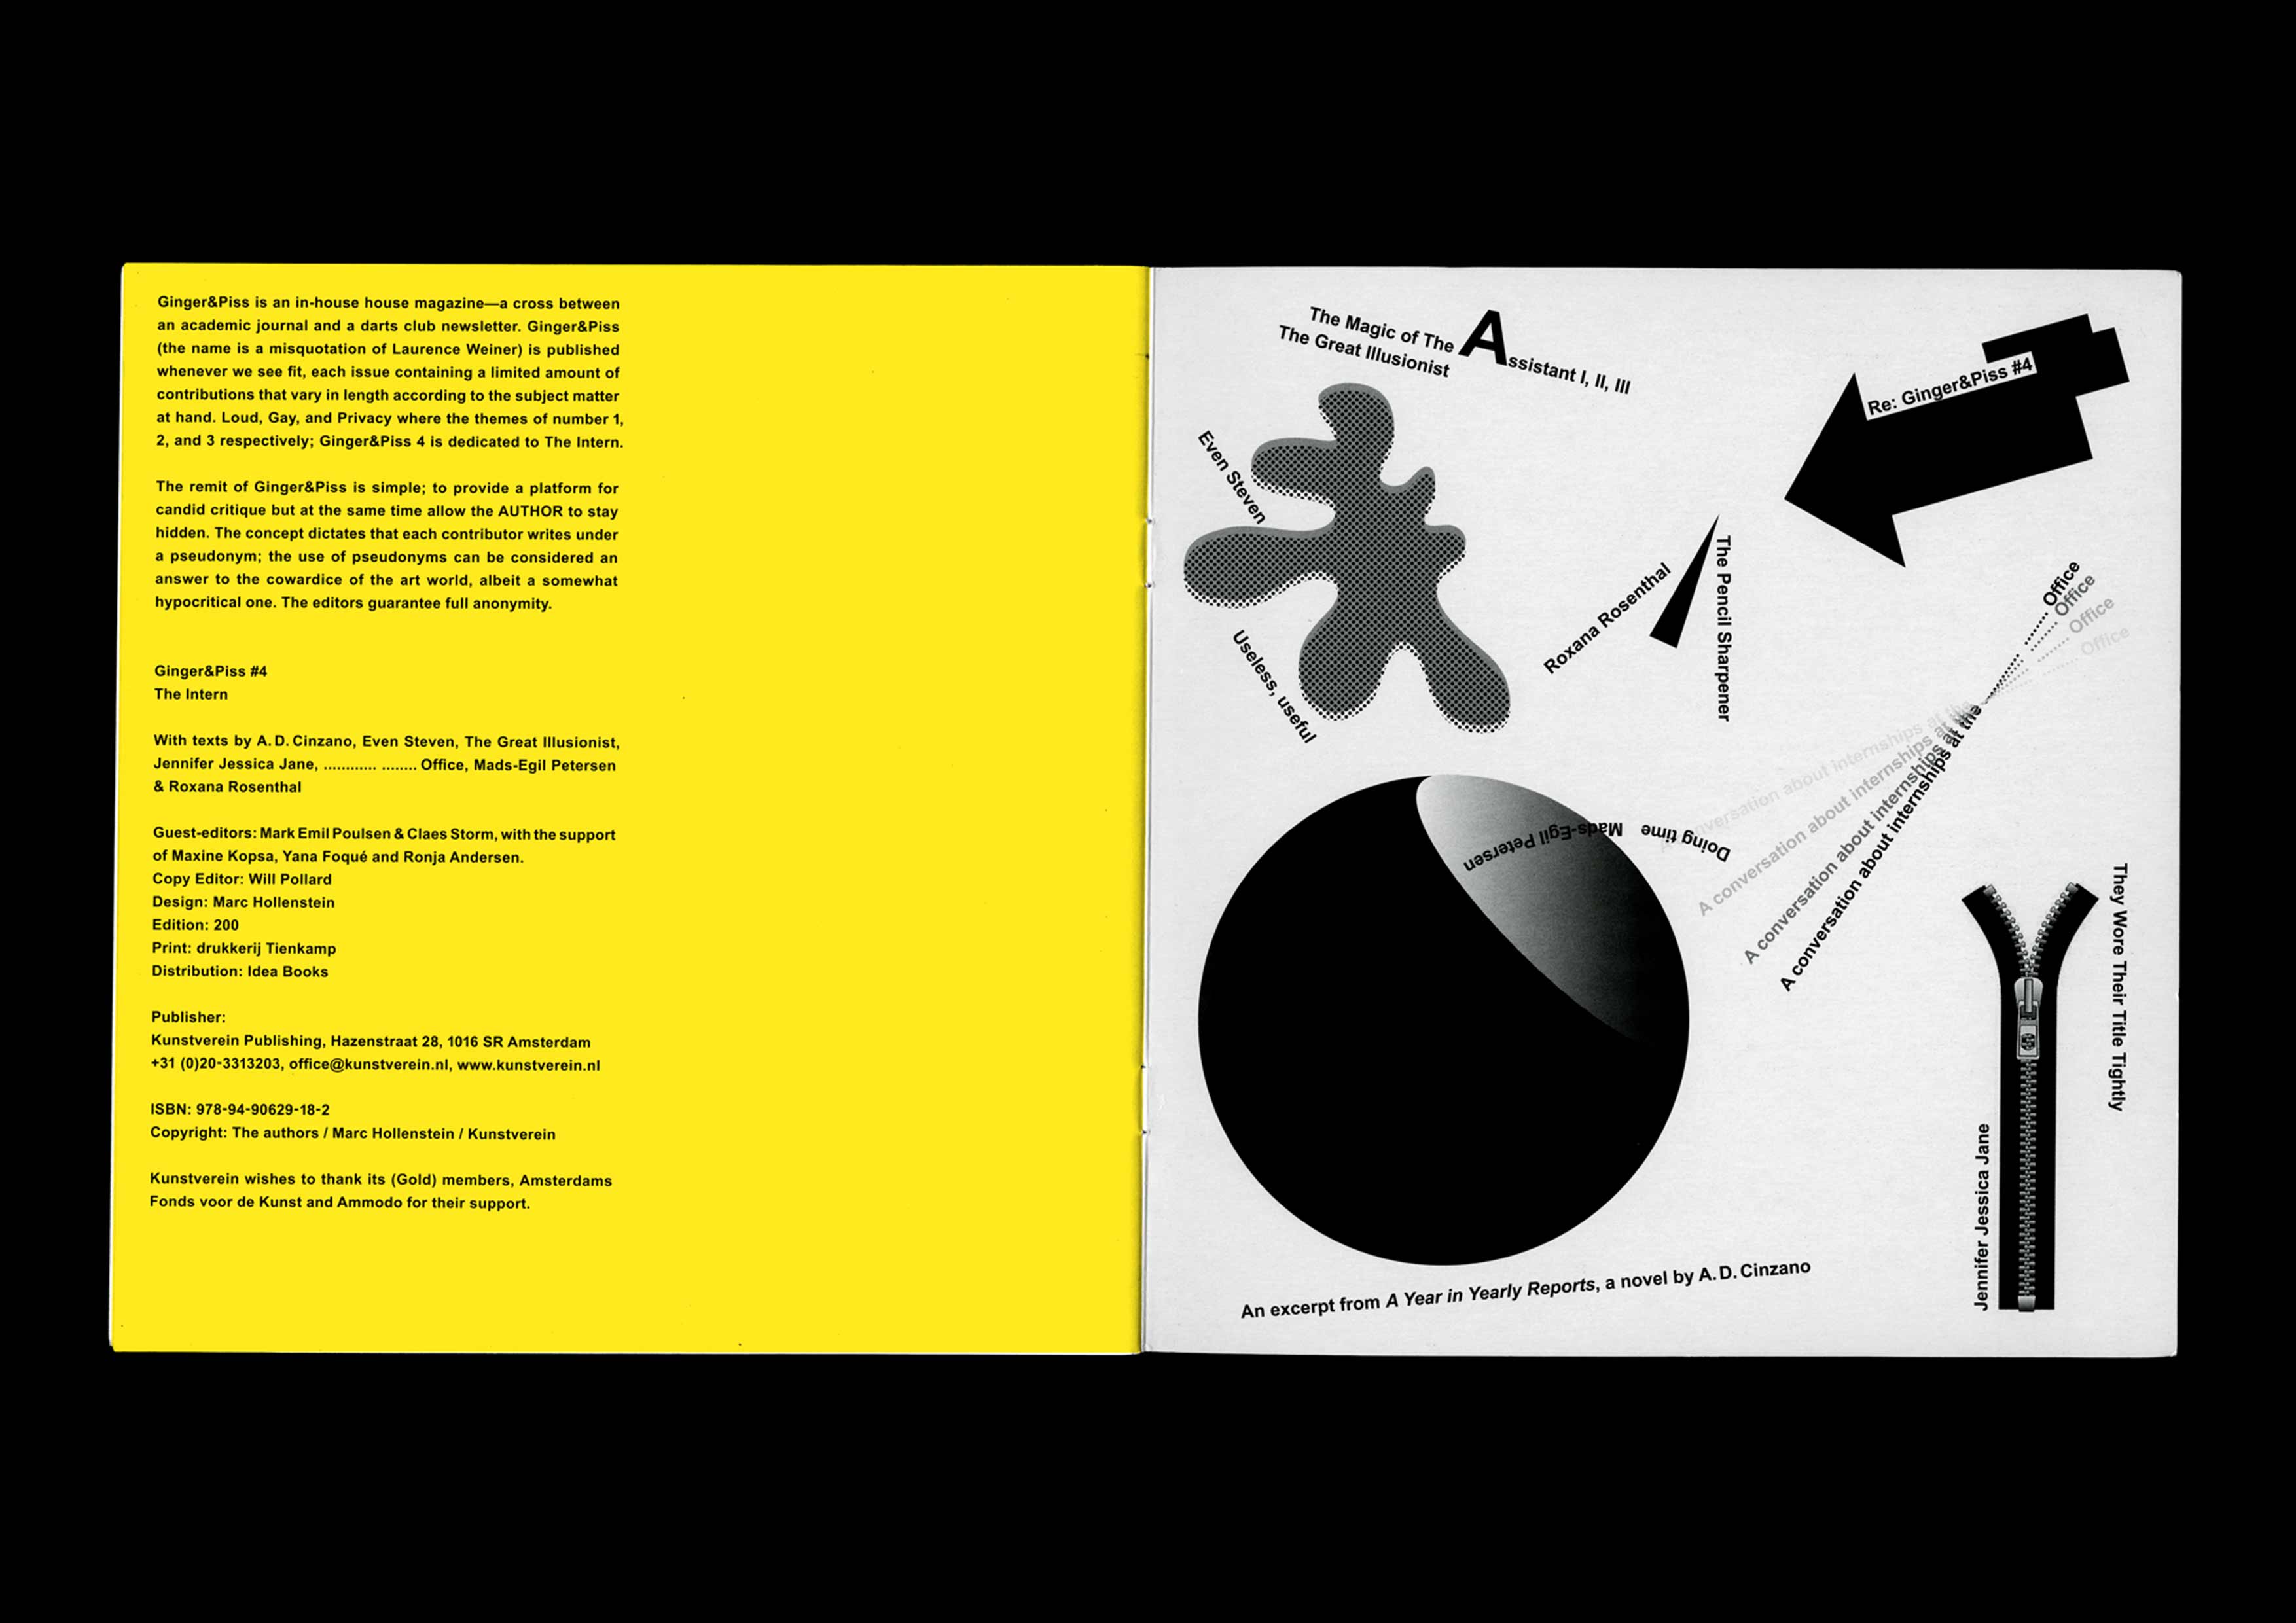 Ginger&Piss is an in-house house magazine—a cross between
an academic journal and a darts club newsletter. Ginger&Piss
(the name is a misquotation of Laurence Weiner) is published
whenever we see fit, each issue containing a limited amount of
contributions that vary in length according to the subject matter
at hand. Loud, Gay, and Privacy where the themes of number 1,
2, and 3 respectively; Ginger&Piss 4 is dedicated to The Intern.
The remit of Ginger&Piss is simple; to provide a platform for
candid critique but at the same time allow the AUTHOR to stay
hidden. The concept dictates that each contributor writes under
a pseudonym; the use of pseudonyms can be considered an
answer to the cowardice of the art world, albeit a somewhat
hypocritical one. The editors guarantee full anonymity.
Ginger&Piss #4
The Intern
With texts by A. D. Cinzano, Even Steven, The Great Illusionist,
Jennifer Jessica Jane, ............ ........ Office, Mads-Egil Petersen
& Roxana Rosenthal
Guest-editors: Mark Emil Poulsen & Claes Storm, with the support
of Maxine Kopsa, Yana Foqué and Ronja Andersen.
Copy Editor: Will Pollard
Design: Marc Hollenstein
Edition: 200
Print: drukkerij Tienkamp
Distribution: Idea Books
Publisher:
Kunstverein Publishing, Hazenstraat 28, 1016 SR Amsterdam
+31 (0)20-3313203, office@kunstverein.nl, www.kunstverein.nl
ISBN: 978-94-90629-18-2
Copyright: The authors / Marc Hollenstein / Kunstverein
Kunstverein wishes to thank its (Gold) members, Amsterdams
Fonds voor de Kunst and Ammodo for their support.
The Magic of The Assistant I, II, III
The Great Illusionist
Re: Ginger&Piss #4
Even Steven
Useless, useful
Roxana Rosenthal
The Pencil Sharpener
A conversation about internships at the ............ ........ Office
A conversation about internships at the ............ ........ Office
A conversation about internships at the ............ ........ Office
A conversation about internships at the ............ ........ Office
Doing time Mads-Egil Petersen
They Wore Their Title Tightly
Jennifer Jessica Jane
An excerpt from A Year in Yearly Reports, a novel by A. D. Cinzano